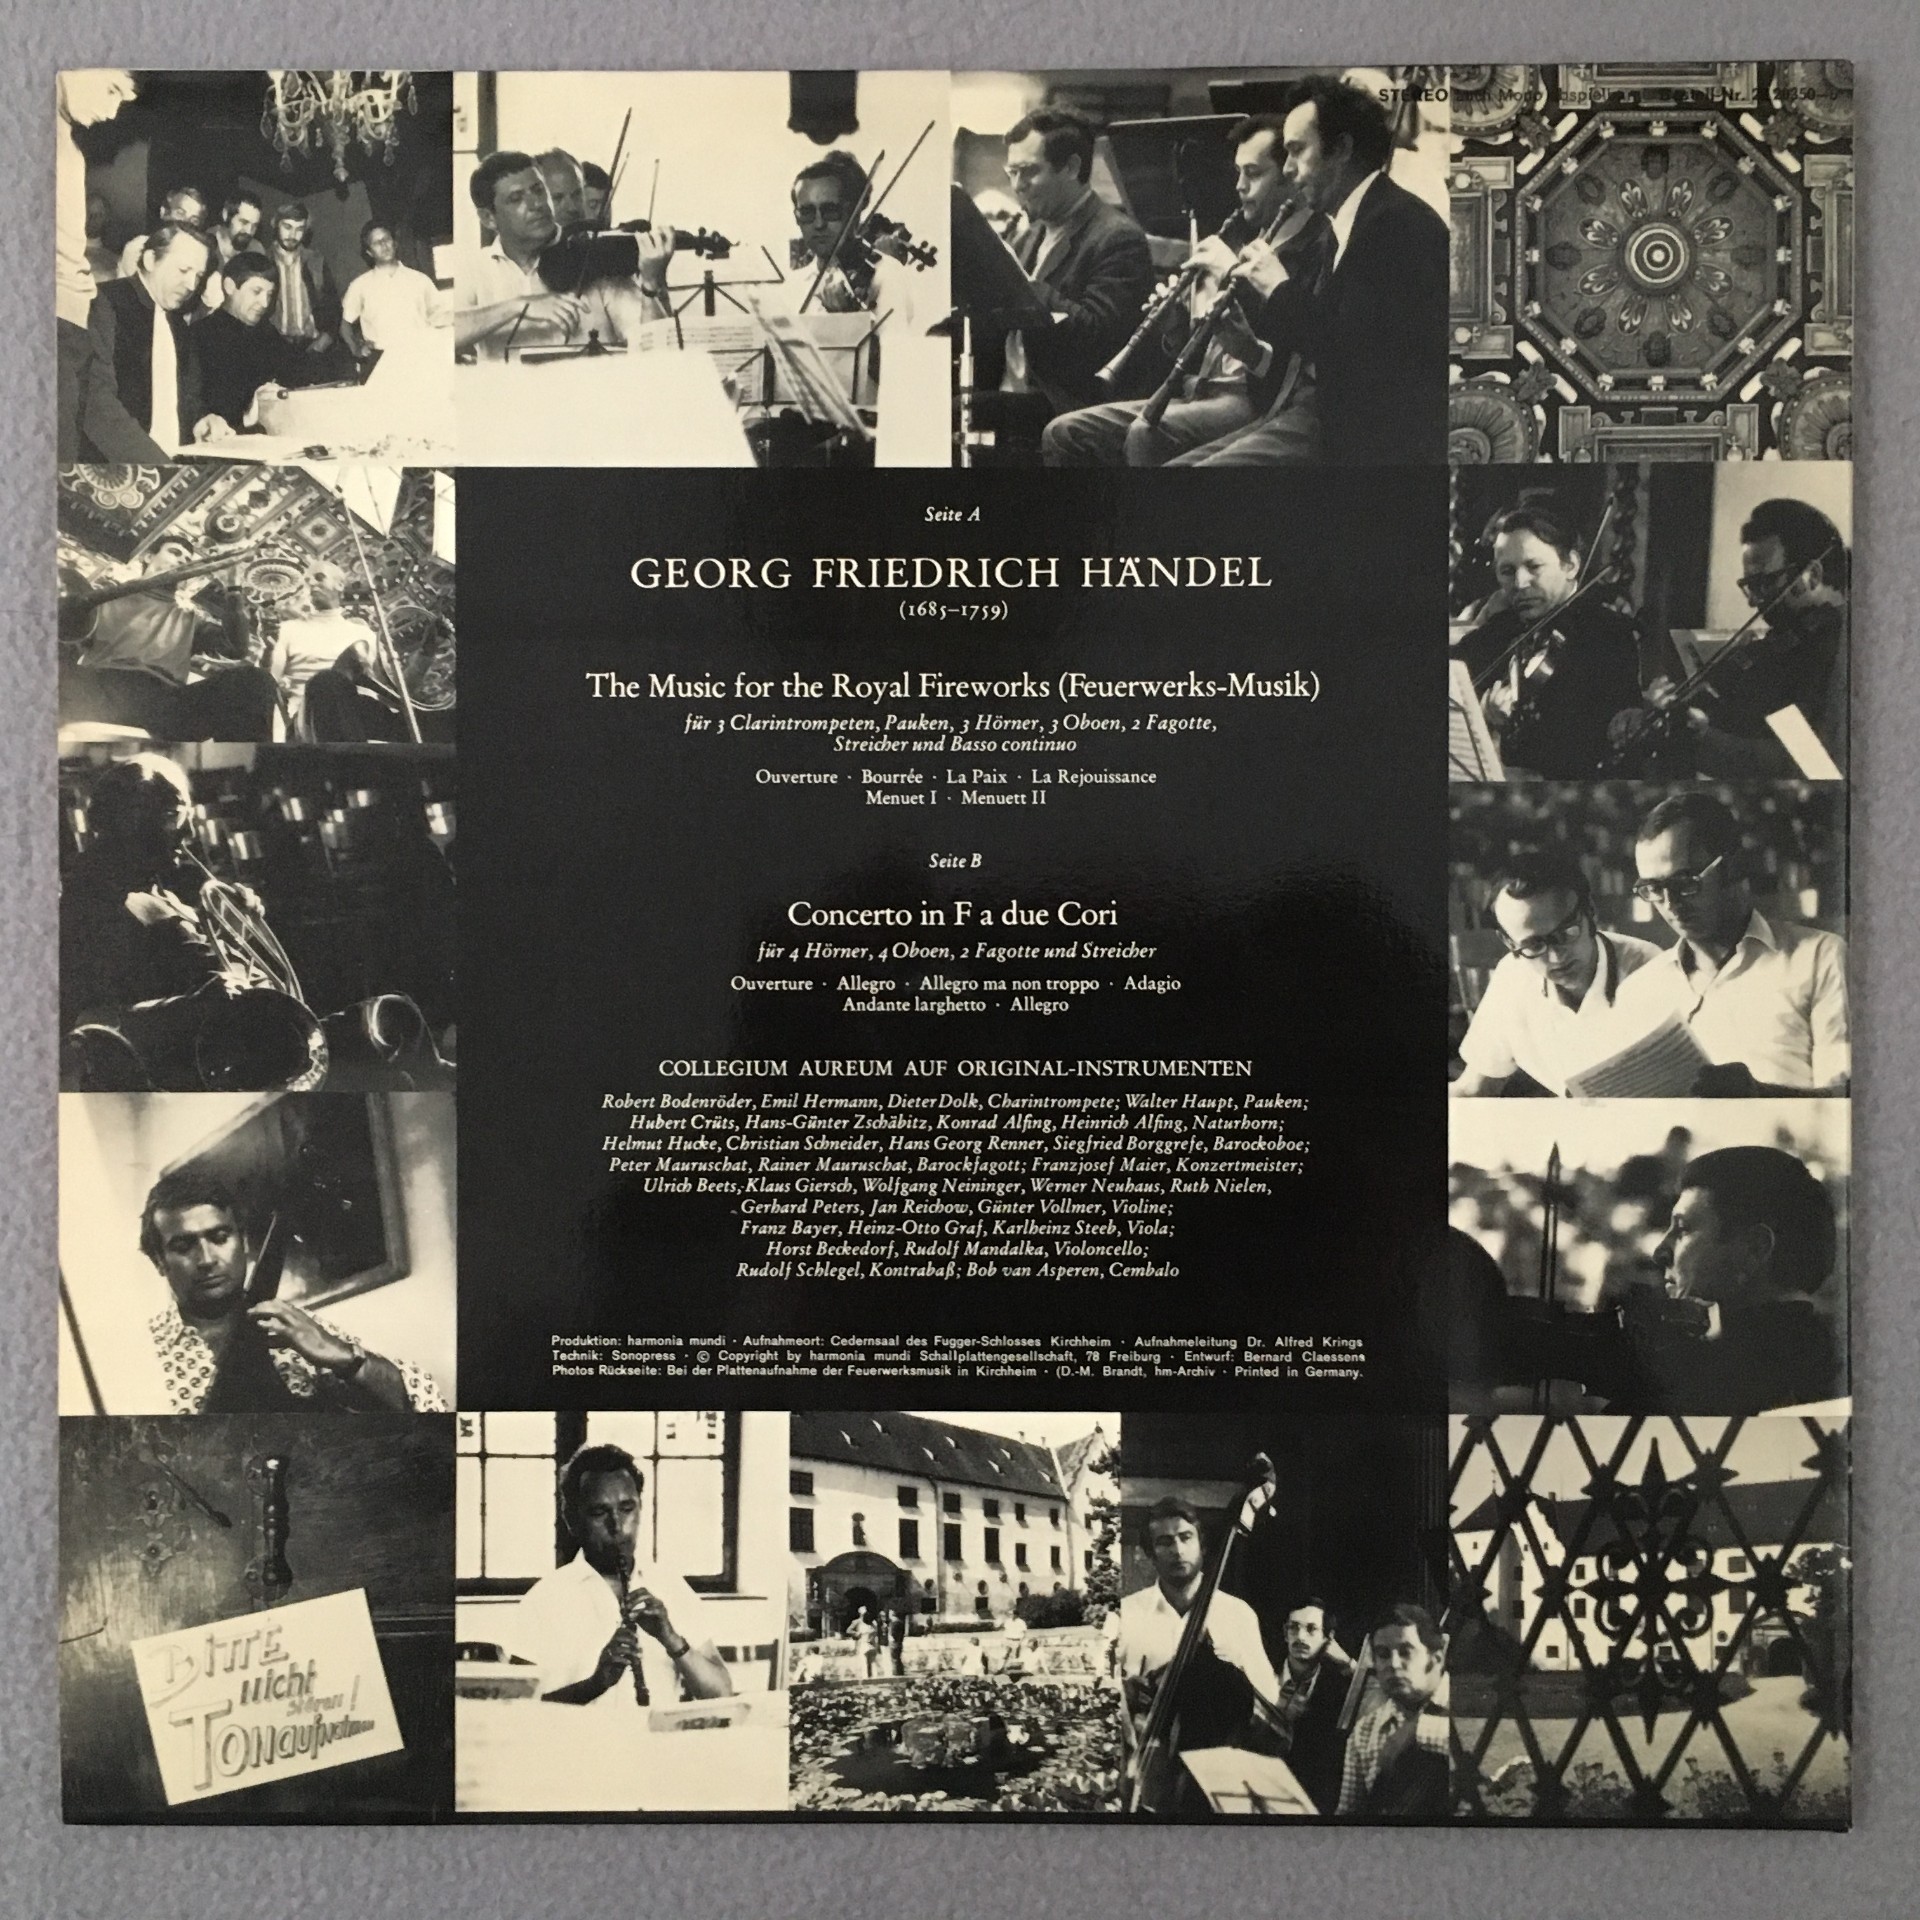 STEREO auch Mono abspielbar Bestell-Nr.
Seite A
GEORG FRIEDRICH HÄNDEL
(1685–1759)
The Music for the Royal Fireworks (Feuerwerks-Musik)
für 3 Clarintrompeten, Pauken, 3 Hörner, 3 Oboen, 2 Fagotte,
Streicher und Basso continuo
Ouverture · Bourrée · La Paix · La Rejouissance
Menuet I · Menuett II
Seite B
Concerto in F a due Cori
für 4 Hörner, 4 Oboen, 2 Fagotte und Streicher
Ouverture · Allegro · Allegro ma non troppo · Adagio
Andante larghetto · Allegro
COLLEGIUM AUREUM AUF ORIGINAL-INSTRUMENTEN
Robert Bodenröder, Emil Hermann, Dieter Dolk, Charintrompete; Walter Haupt, Pauken;
Hubert Crüts, Hans-Günter Zschäbitz, Konrad Alfing, Heinrich Alfing, Naturhorn;
Helmut Hucke, Christian Schneider, Hans Georg Renner, Siegfried Borggrefe, Barockoboe;
Peter Mauruschat, Rainer Mauruschat, Barockfagott; Franzjosef Maier, Konzertmeister;
Ulrich Beets, Klaus Giersch, Wolfgang Neininger, Werner Neuhaus, Ruth Nielen,
Gerhard Peters, Jan Reichow, Günter Vollmer, Violine;
Franz Bayer, Heinz-Otto Graf, Karlheinz Steeb, Viola;
Horst Beckedorf, Rudolf Mandalka, Violoncello;
Rudolf Schlegel, Kontrabaß; Bob van Asperen, Cembalo
Produktion: harmonia mundi · Aufnahmeort: Cedernsaal des Fugger-Schlosses Kirchheim · Aufnahmeleitung Dr. Alfred Krings
Technik: Sonopress · © Copyright by harmonia mundi Schallplattengesellschaft, 78 Freiburg · Entwurf: Bernard Claessens
Photos Rückseite: Bei der Plattenaufnahme der Feuerwerksmusik in Kirchheim · (D.-M. Brandt, hm-Archiv · Printed in Germany.
BITTE
nicht
stören!
Tonaufnahmen